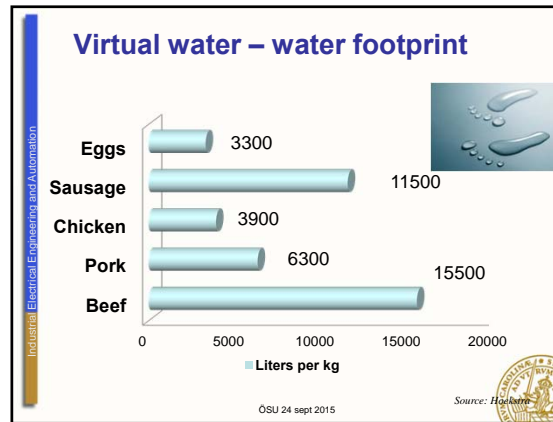 Virtual water – water footprint
Industrial Electrical Engineering and Automation
Eggs 3300
Sausage 11500
Chicken 3900
Pork 6300
Beef 15500
0 5000 10000 15000 20000
Liters per kg
ÖSU 24 sept 2015
Source: Hoekstra